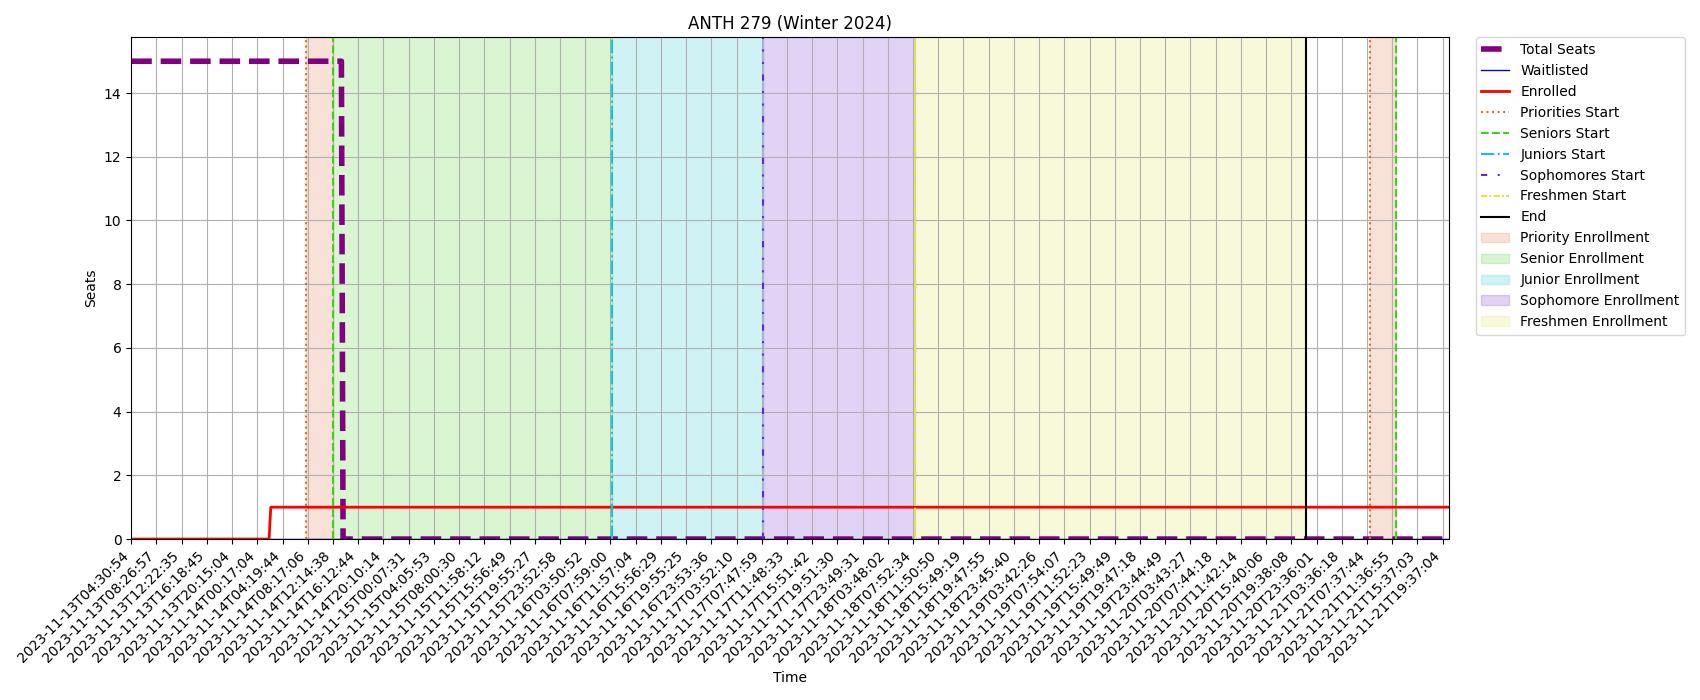 ANTH 279 (Winter 2024)
Seats
14
12
10
8
6
4
2
0
2023-11-13T04:30:54
2023-11-13T08:26:57
2023-11-13T12:22:35
2023-11-13T16:18:45
2023-11-13T20:15:04
2023-11-14T00:17:04
2023-11-14T04:19:44
2023-11-14T08:17:06
2023-11-14T12:14:38
2023-11-14T16:12:44
2023-11-14T20:10:14
2023-11-15T00:07:31
2023-11-15T04:05:53
2023-11-15T08:00:30
2023-11-15T11:58:12
2023-11-15T15:56:49
2023-11-15T19:55:27
2023-11-15T23:52:58
2023-11-16T03:50:52
2023-11-16T07:59:00
2023-11-16T11:57:04
2023-11-16T15:56:29
2023-11-16T19:55:25
2023-11-16T23:53:36
2023-11-17T03:52:10
2023-11-17T07:47:59
2023-11-17T11:48:33
2023-11-17T15:51:42
2023-11-17T19:51:30
2023-11-17T23:49:31
2023-11-18T03:48:02
2023-11-18T07:52:34
2023-11-18T11:50:50
2023-11-18T15:49:19
2023-11-18T19:47:55
2023-11-18T23:45:40
2023-11-19T03:42:26
2023-11-19T07:54:07
2023-11-19T11:52:23
2023-11-19T15:49:49
2023-11-19T19:47:18
2023-11-19T23:44:49
2023-11-20T03:43:27
2023-11-20T07:44:18
2023-11-20T11:42:14
2023-11-20T15:40:06
2023-11-20T19:38:08
2023-11-20T23:36:01
2023-11-21T03:36:18
2023-11-21T07:37:44
2023-11-21T11:36:55
2023-11-21T15:37:03
2023-11-21T19:37:04
Time
Total Seats
Waitlisted
Enrolled
Priorities Start
Seniors Start
Juniors Start
Sophomores Start
Freshmen Start
End
Priority Enrollment
Senior Enrollment
Junior Enrollment
Sophomore Enrollment
Freshmen Enrollment